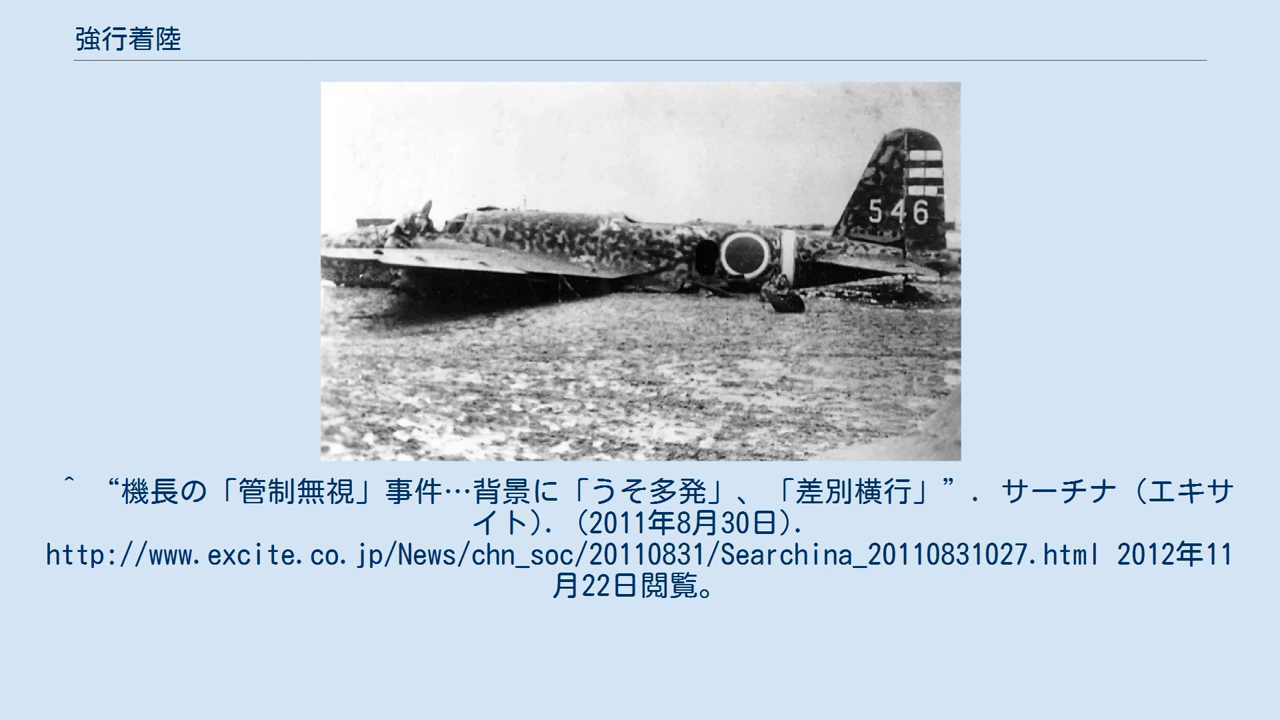 強行着陸
546
^ “機長の「管制無視」事件…背景に「うそ多発」、「差別横行」”. サーチナ（エキサ
イト）. （2011年8月30日）.
http://www.excite.co.jp/News/chn_soc/20110831/Searchina_20110831027.html 2012年11
月22日閲覧。